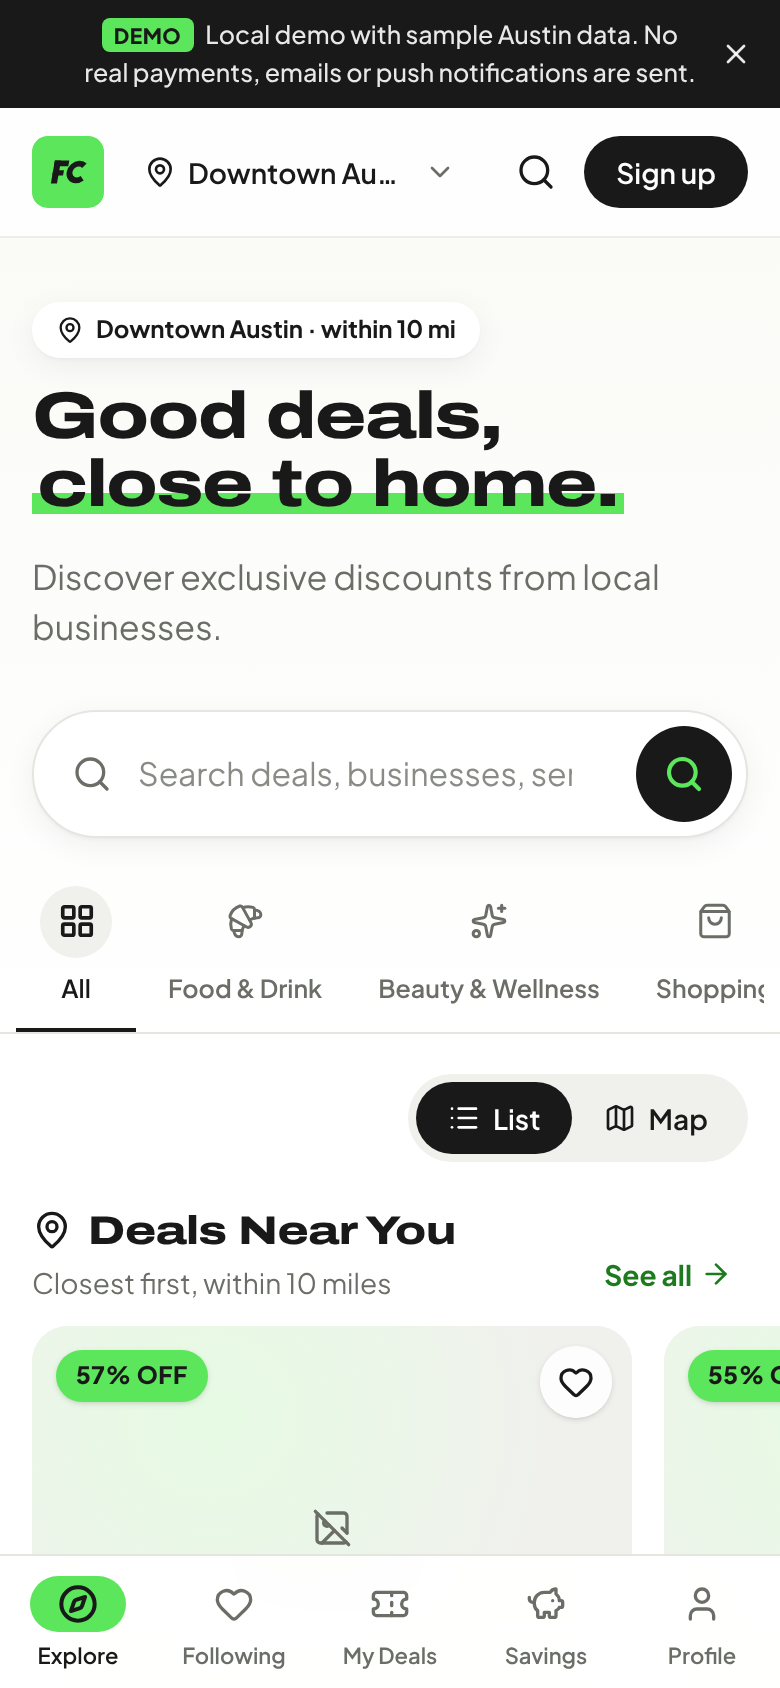 DEMO Local demo with sample Austin data. No
real payments, emails or push notifications are sent.
FC
Downtown Au...
Sign up
Downtown Austin · within 10 mi
Good deals,
close to home.
Discover exclusive discounts from local
businesses.
Search deals, businesses, ser
All
Food & Drink
Beauty & Wellness
Shopping
List
Map
Deals Near You
Closest first, within 10 miles
See all
57% OFF
55% O
Explore
Following
My Deals
Savings
Profile